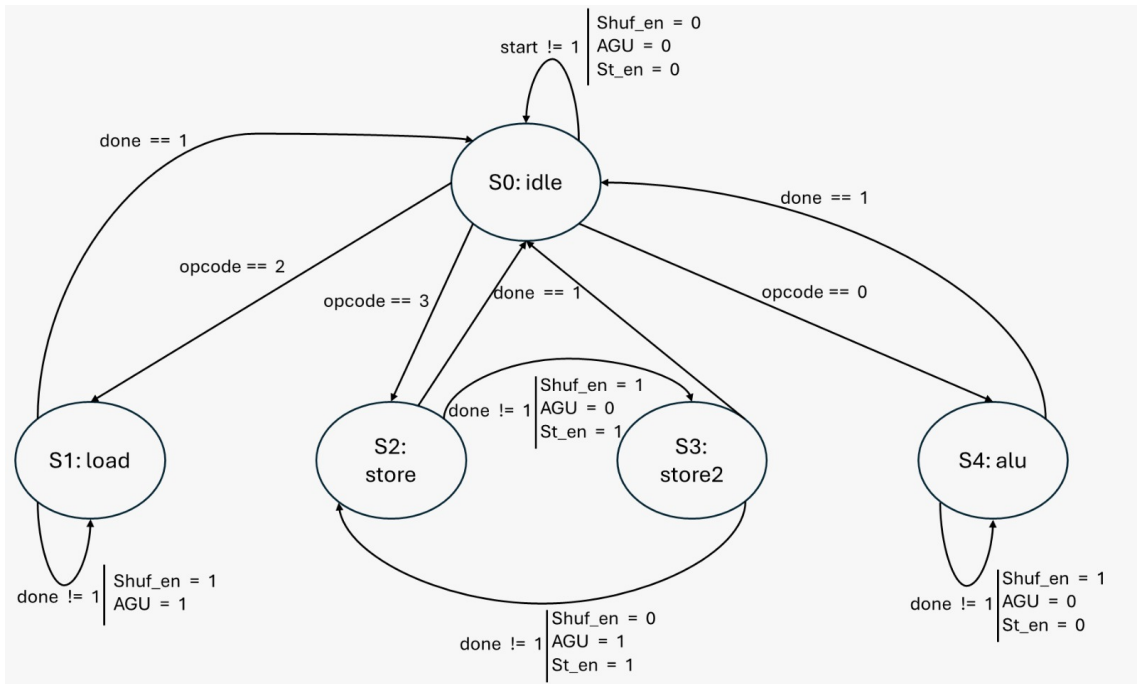 start != 1
Shuf_en = 0
AGU = 0
St_en = 0
done == 1
S0: idle
done == 1
opcode == 2
opcode == 3
done == 1
opcode == 0
done != 1
Shuf_en = 1
AGU = 0
St_en = 1
S1: load
S2:
store
S3:
store2
S4: alu
done != 1
Shuf_en = 1
AGU = 1
done != 1
Shuf_en = 0
AGU = 1
St_en = 1
done != 1
Shuf_en = 1
AGU = 0
St_en = 0